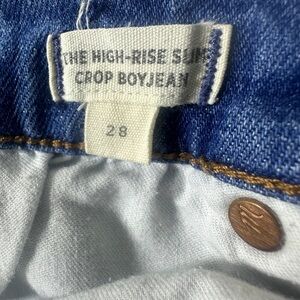 THE HIGH-RISE SLIM
CROP BOYJEAN
28
m